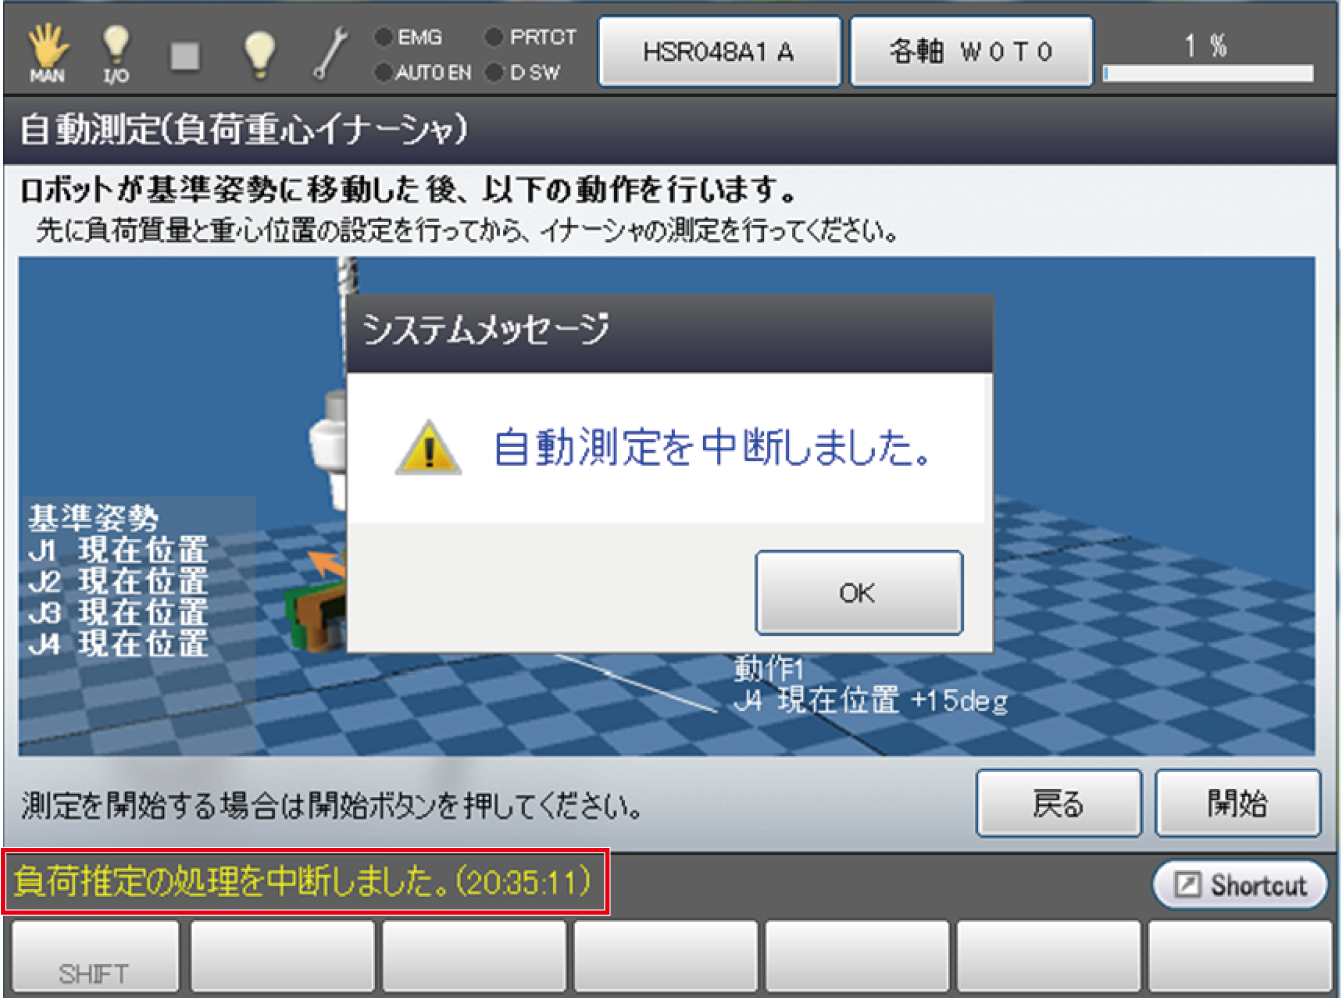 MAN
I/O
EMG
PRTCT
AUTO EN
D SW
HSR048A1 A
各軸 W0T0
1 %
自動測定(負荷重心イナーシャ)
ロボットが基準姿勢に移動した後、以下の動作を行います。
先に負荷質量と重心位置の設定を行ってから、イナーシャの測定を行ってください。
システムメッセージ
自動測定を中断しました。
OK
基準姿勢
J1 現在位置
J2 現在位置
J3 現在位置
J4 現在位置
動作1
J4 現在位置 +15deg
測定を開始する場合は開始ボタンを押してください。
戻る
開始
負荷推定の処理を中断しました。(20:35:11)
Shortcut
SHIFT